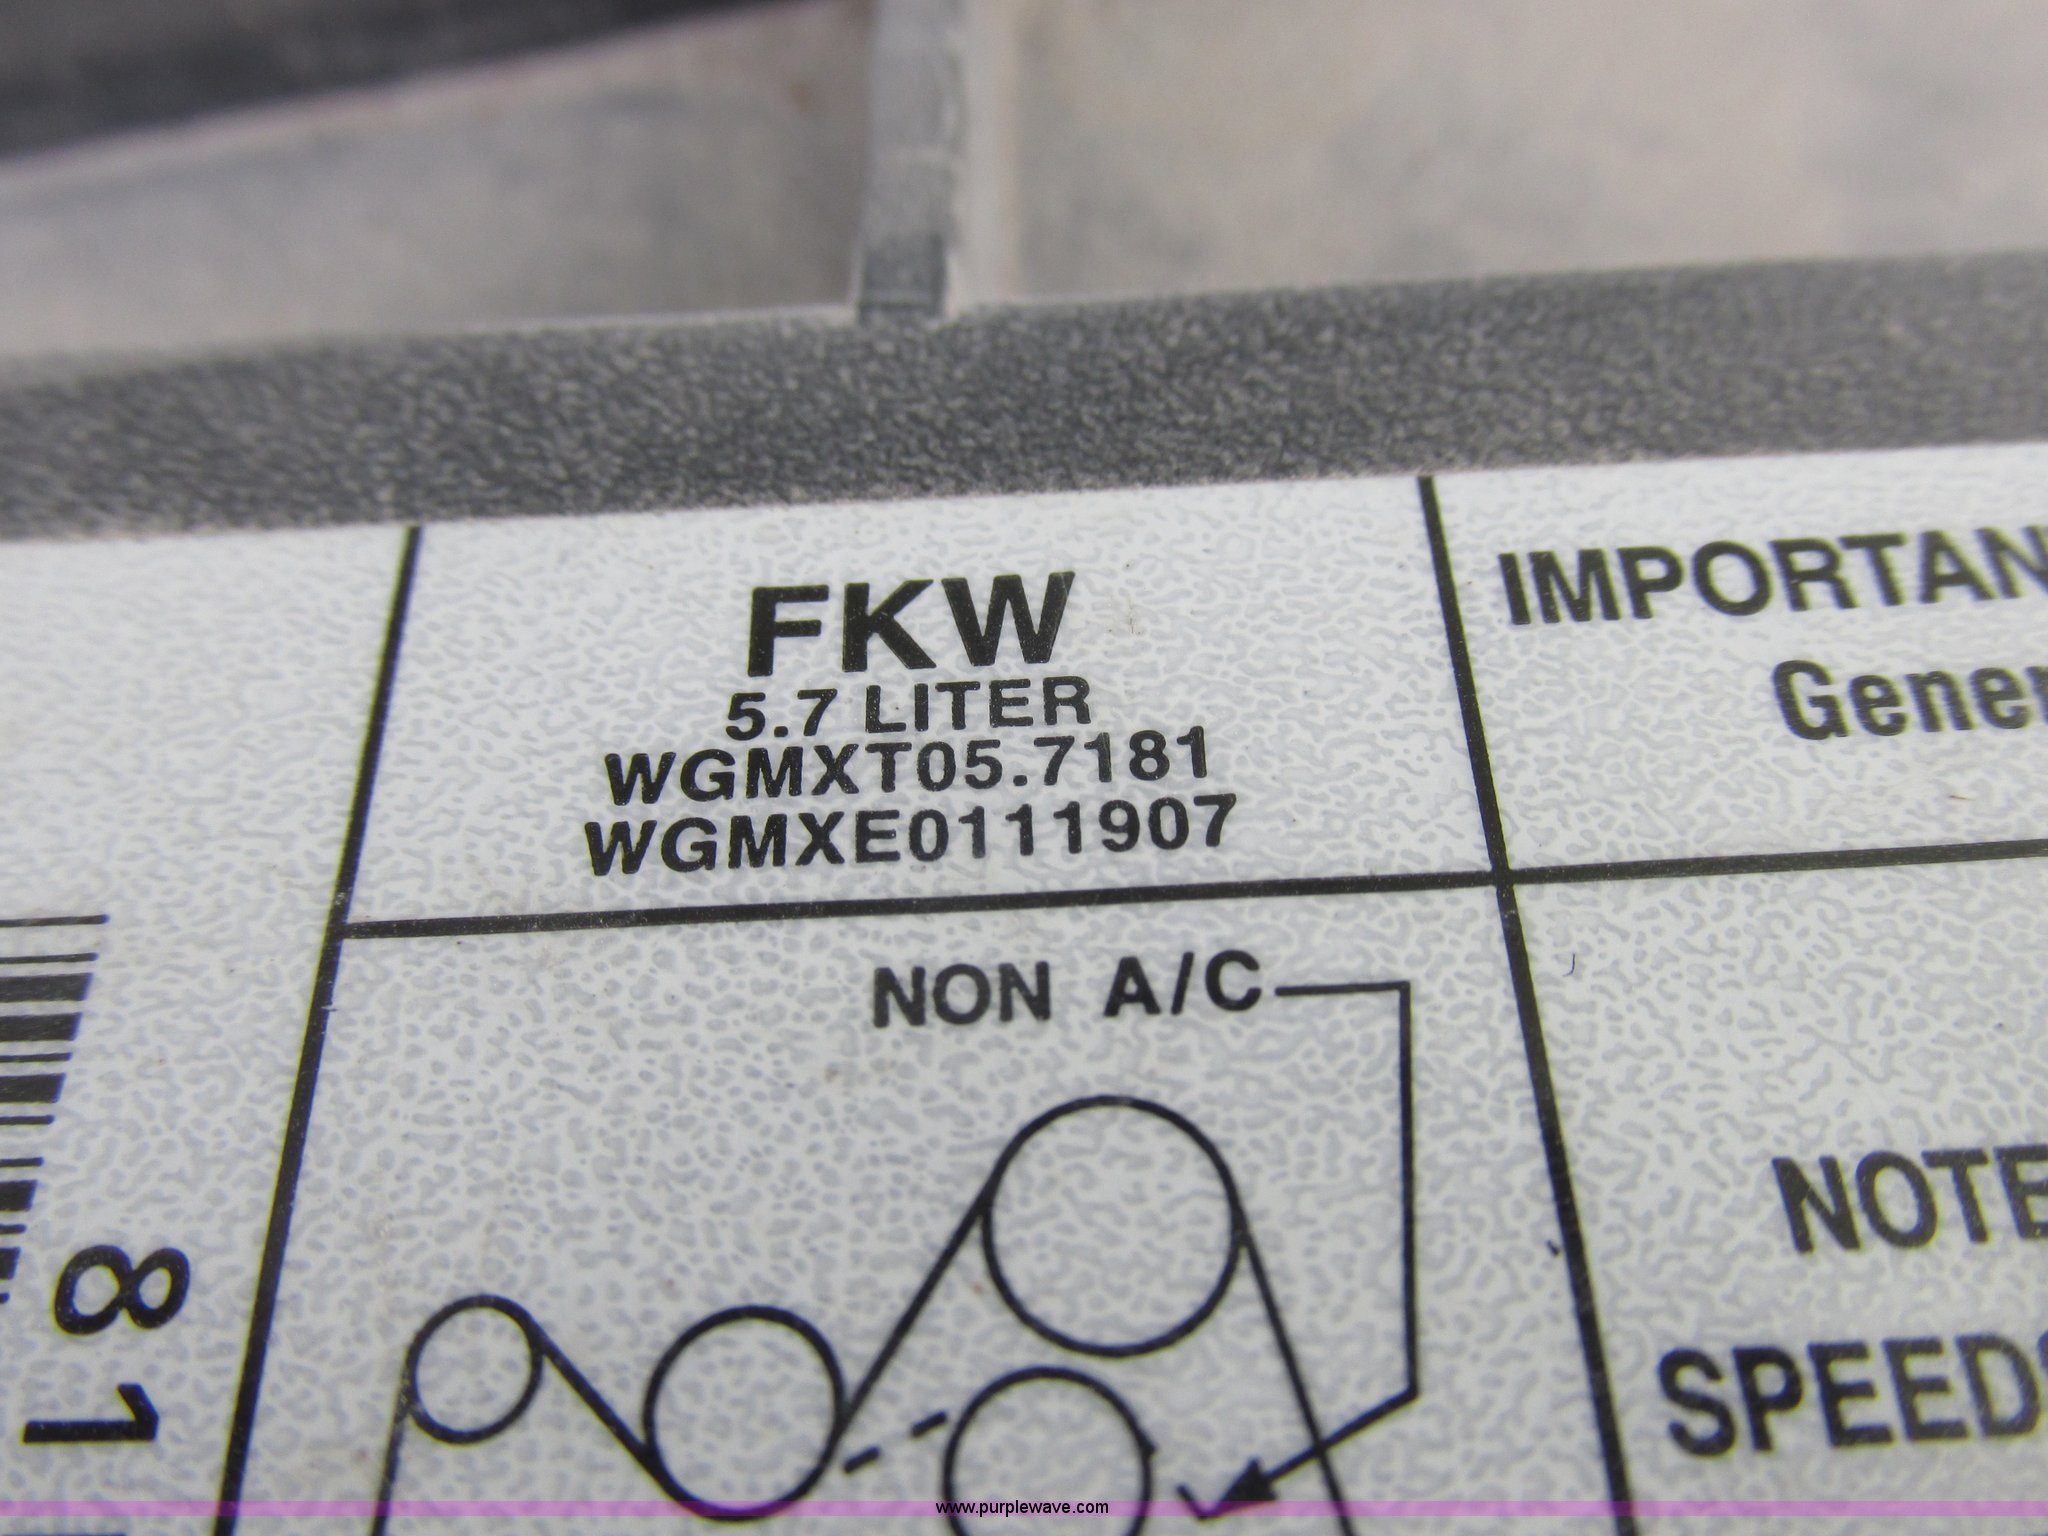 FKW
5.7 LITER
WGMXT05.7181
WGMXE0111907
IMPORTAN
Gener
NON A/C
NOTE
SPEED
81
www.purplewave.com